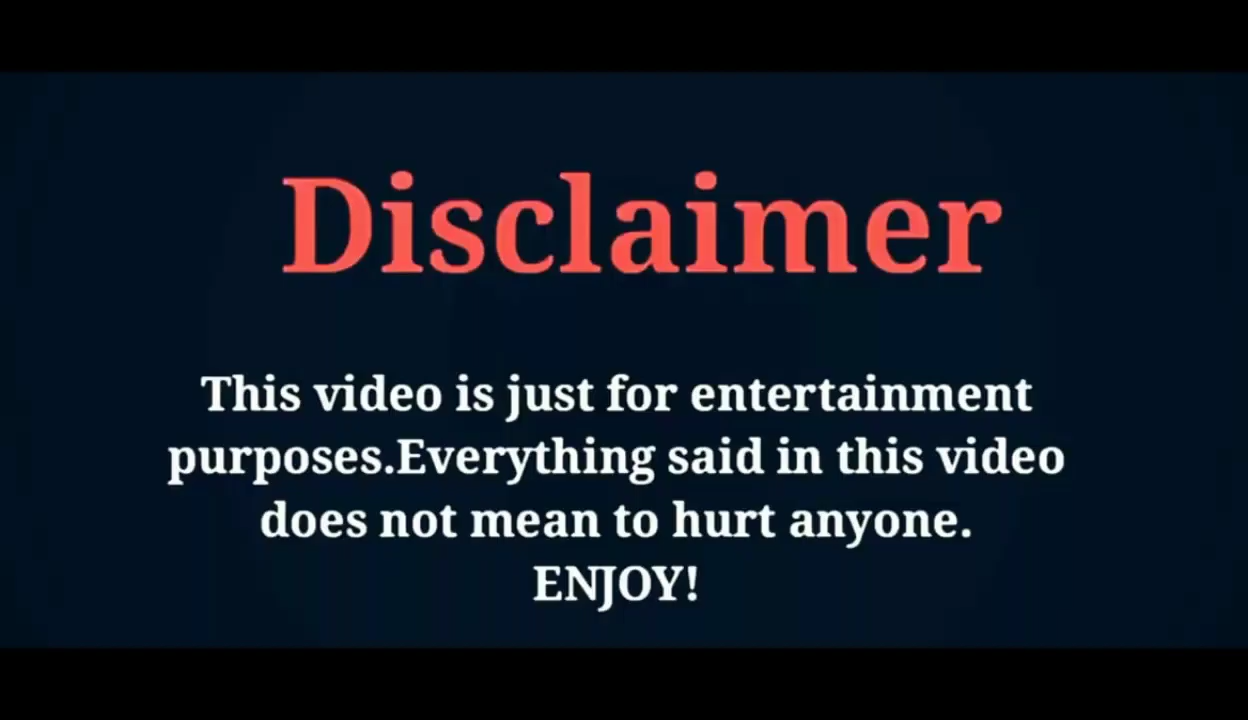 Disclaimer
This video is just for entertainment
purposes.Everything said in this video
does not mean to hurt anyone.
ENJOY!